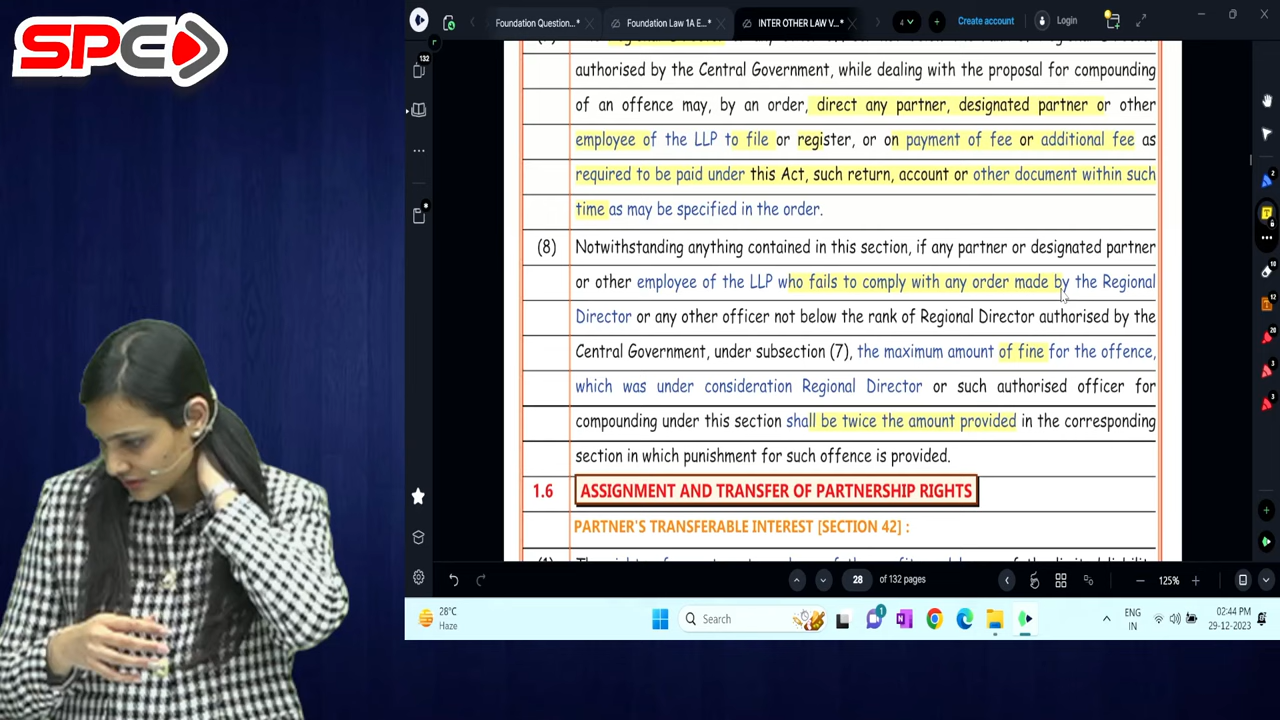 SPC
Foundation Question...*
Foundation Law 1A E...*
INTER OTHER LAW V...*
4
Create account
Login
132
authorised by the Central Government, while dealing with the proposal for compounding
of an offence may, by an order, direct any partner, designated partner or other
employee of the LLP to file or register, or on payment of fee or additional fee as
required to be paid under this Act, such return, account or other document within such
time as may be specified in the order.
(8) Notwithstanding anything contained in this section, if any partner or designated partner
or other employee of the LLP who fails to comply with any order made by the Regional
Director or any other officer not below the rank of Regional Director authorised by the
Central Government, under subsection (7), the maximum amount of fine for the offence,
which was under consideration Regional Director or such authorised officer for
compounding under this section shall be twice the amount provided in the corresponding
section in which punishment for such offence is provided.
1.6 ASSIGNMENT AND TRANSFER OF PARTNERSHIP RIGHTS
PARTNER'S TRANSFERABLE INTEREST [SECTION 42] :
28 of 132 pages
125%
28°C
Haze
Search
ENG
IN
02:44 PM
29-12-2023